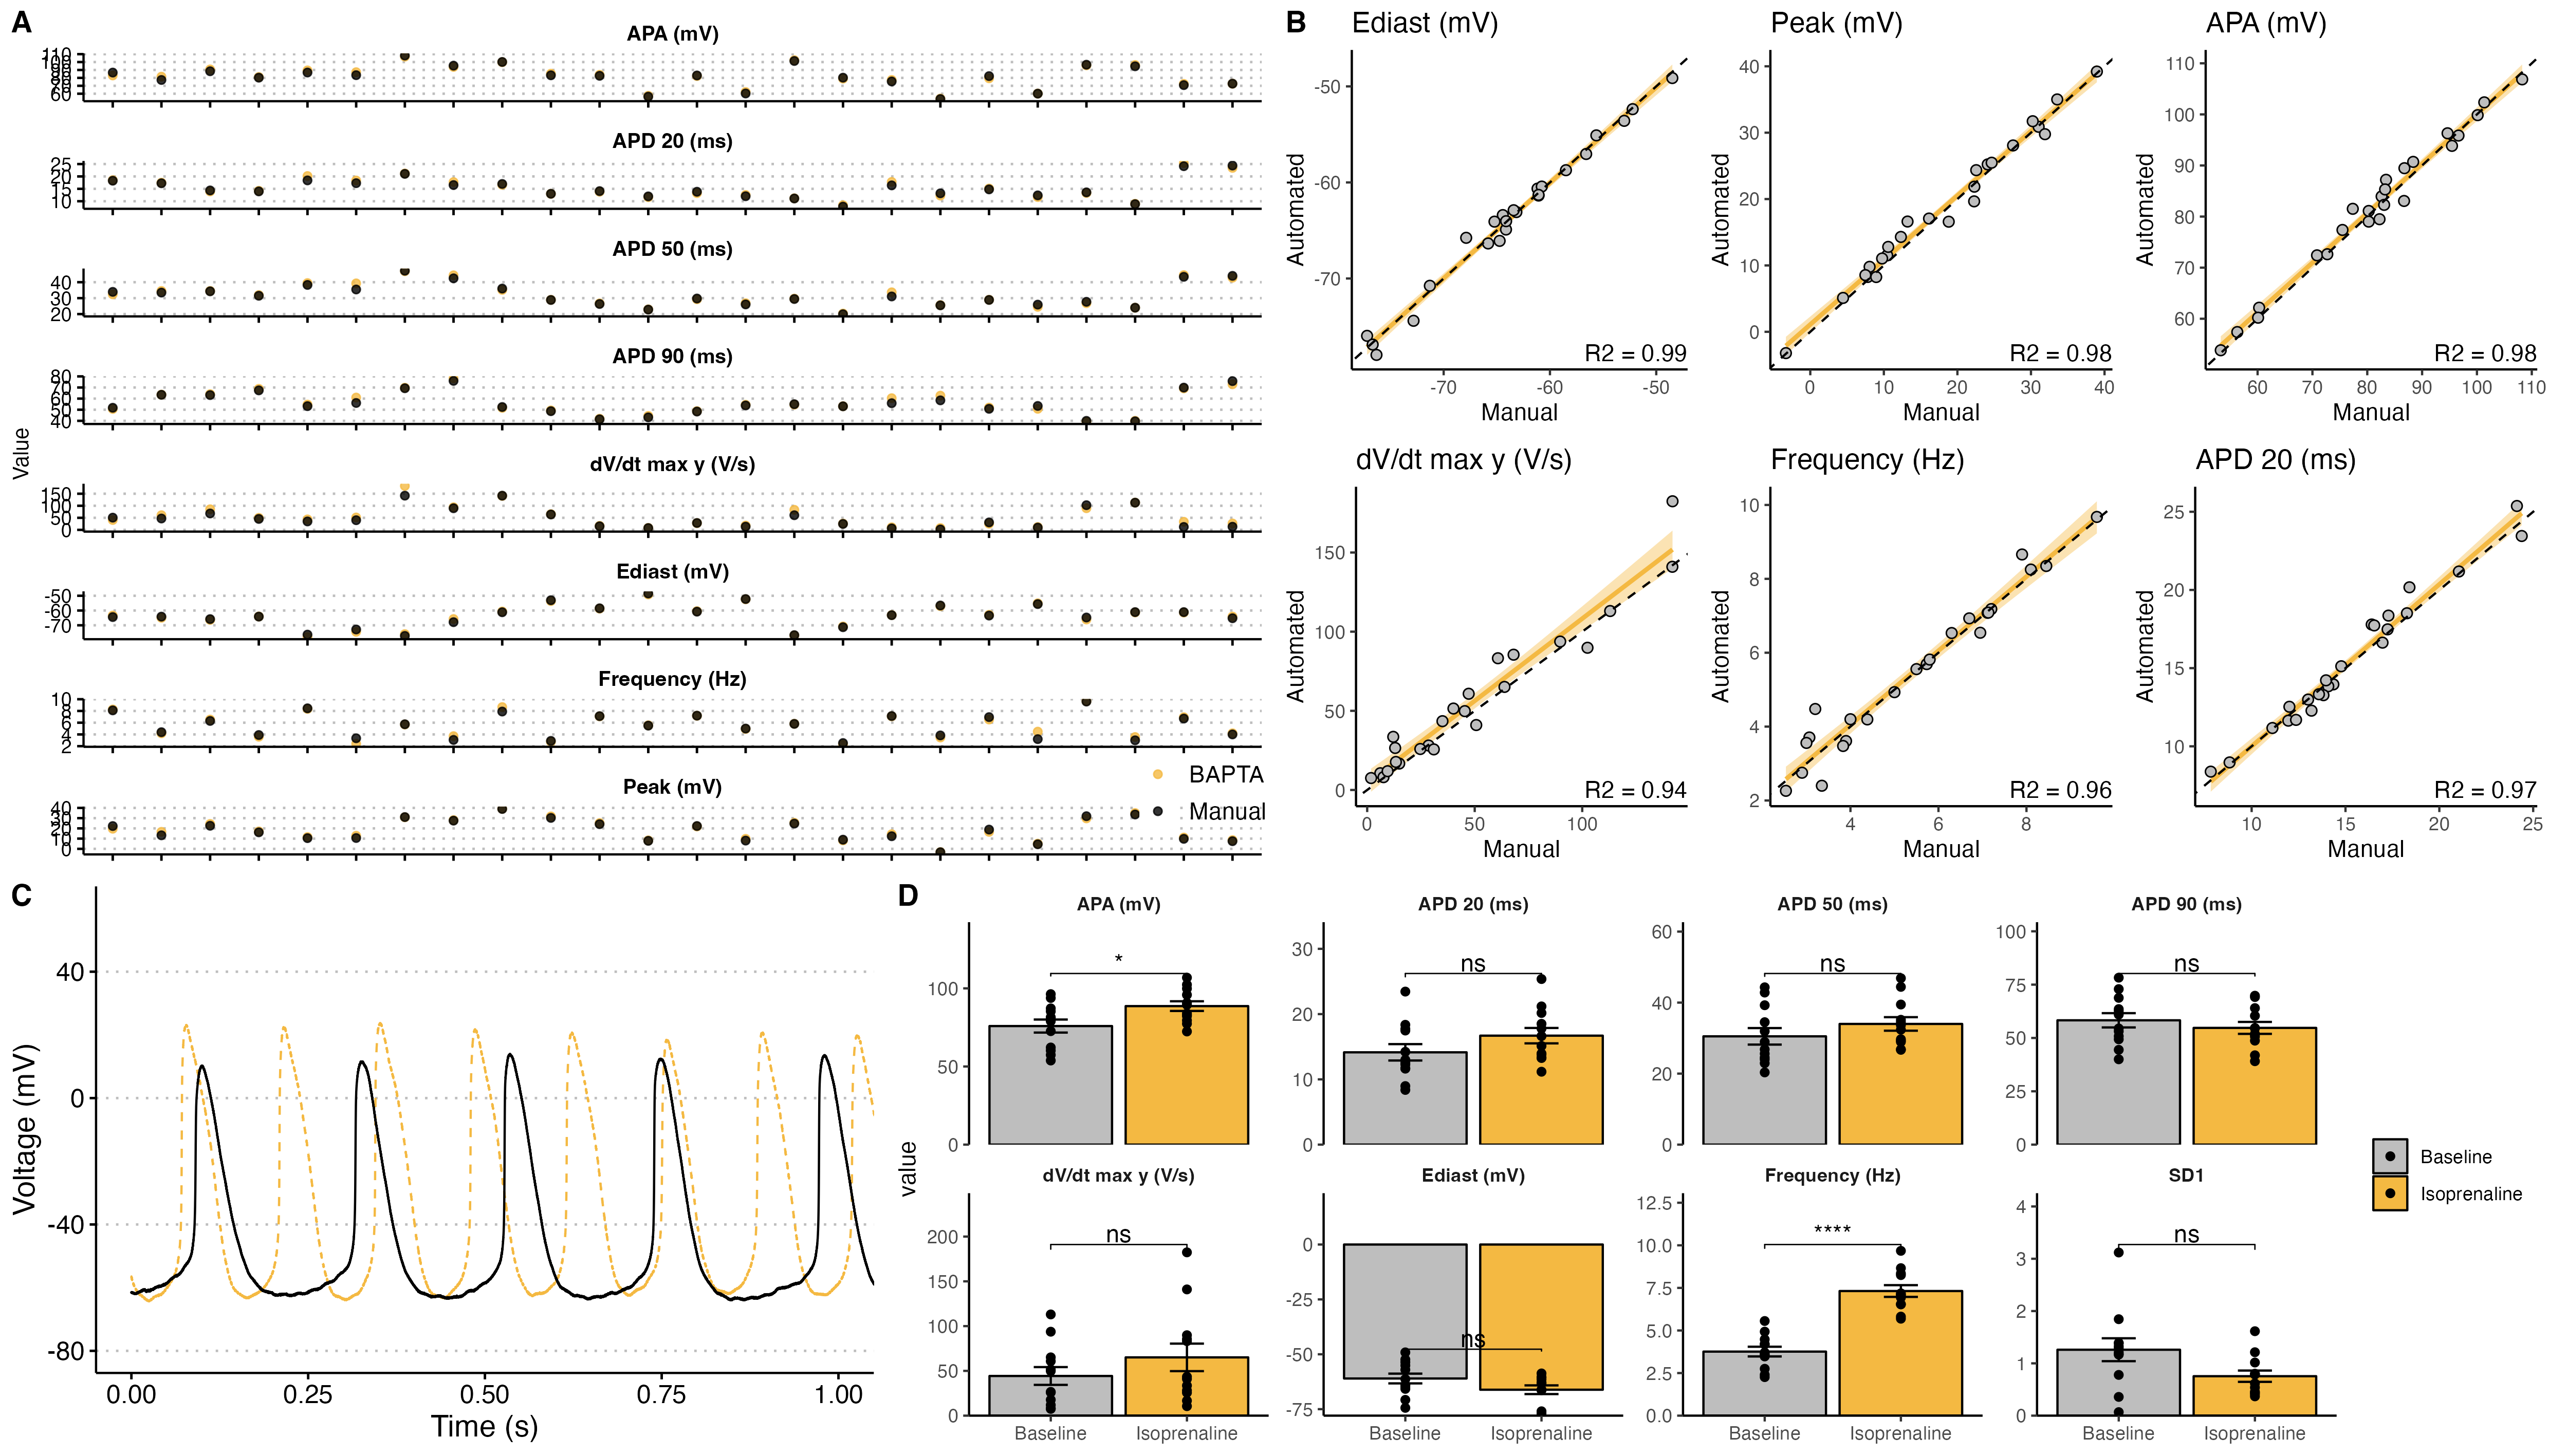 A
APA (mV)
110
100
60
APD 20 (ms)
25
20
15
10
APD 50 (ms)
40
30
20
APD 90 (ms)
80
70
60
50
40
Value
dV/dt max y (V/s)
150
100
50
0
Ediast (mV)
-50
-60
-70
Frequency (Hz)
10
8
6
4
2
BAPTA
Manual
Peak (mV)
40
30
20
10
0
B
Ediast (mV)
Automated
-50
-60
-70
R2 = 0.99
-70 -60 -50
Manual
Peak (mV)
Automated
40
30
20
10
0
R2 = 0.98
0 10 20 30 40
Manual
APA (mV)
Automated
110
100
90
80
70
60
R2 = 0.98
60 70 80 90 100 110
Manual
dV/dt max y (V/s)
Automated
150
100
50
0
R2 = 0.94
0 50 100
Manual
Frequency (Hz)
Automated
10
8
6
4
2
R2 = 0.96
4 6 8
Manual
APD 20 (ms)
Automated
25
20
15
10
R2 = 0.97
10 15 20 25
Manual
C
Voltage (mV)
40
0
-40
-80
0.00 0.25 0.50 0.75 1.00
Time (s)
D
value
APA (mV)
*
100
50
0
APD 20 (ms)
ns
30
20
10
0
APD 50 (ms)
ns
60
40
20
0
APD 90 (ms)
ns
100
75
50
25
0
dV/dt max y (V/s)
ns
200
150
100
50
0
Baseline Isoprenaline
Ediast (mV)
0
-25
-50
-75
ns
Baseline Isoprenaline
Frequency (Hz)
****
12.5
10.0
7.5
5.0
2.5
0.0
Baseline Isoprenaline
SD1
ns
4
3
2
1
0
Baseline Isoprenaline
Baseline
Isoprenaline